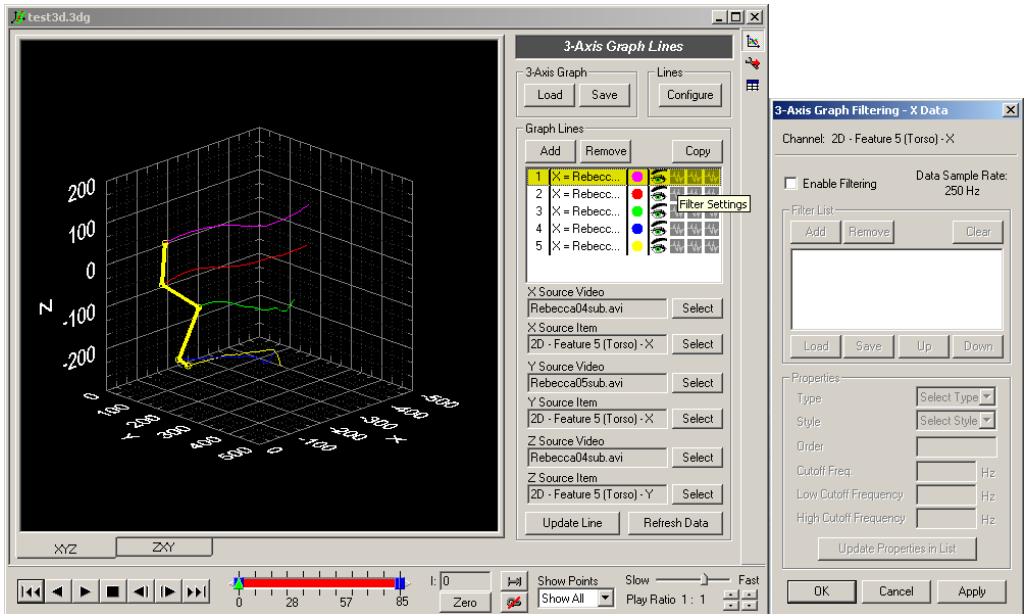 test3d.3dg
3-Axis Graph Lines
3-Axis Graph
Lines
Load
Save
Configure
Graph Lines
Add
Remove
Copy
1 X = Rebecc...
2 X = Rebecc...
3 X = Rebecc...
4 X = Rebecc...
5 X = Rebecc...
Filter Settings
X Source Video
Rebecca04sub.avi
Select
X Source Item
2D - Feature 5 (Torso) - X
Select
Y Source Video
Rebecca05sub.avi
Select
Y Source Item
2D - Feature 5 (Torso) - X
Select
Z Source Video
Rebecca04sub.avi
Select
Z Source Item
2D - Feature 5 (Torso) - Y
Select
Update Line
Refresh Data
200
100
0
-100
-200
Z
0
100
200
300
400
500
Y
0
-100
-200
-300
-400
-500
X
XYZ
ZXY
0
28
57
85
I:
0
Zero
Show Points
Show All
Slow
Fast
Play Ratio 1 : 1
3-Axis Graph Filtering - X Data
Channel: 2D - Feature 5 (Torso) - X
Enable Filtering
Data Sample Rate:
250 Hz
Filter List
Add
Remove
Clear
Load
Save
Up
Down
Properties
Type
Select Type
Style
Select Style
Order
Cutoff Freq.
Hz
Low Cutoff Frequency
Hz
High Cutoff Frequency
Hz
Update Properties in List
OK
Cancel
Apply